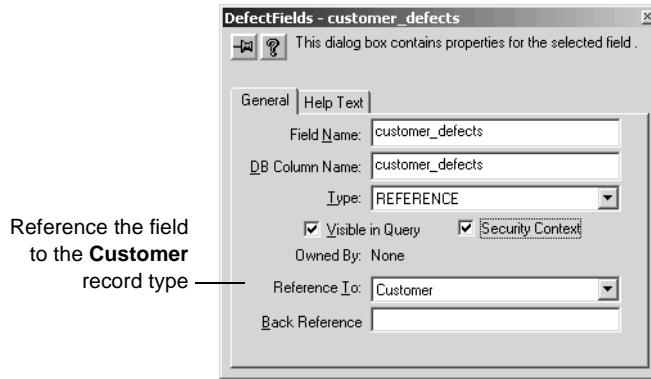 DefectFields - customer_defects
This dialog box contains properties for the selected field .
General Help Text
Field Name: customer_defects
DB Column Name: customer_defects
Type: REFERENCE
Visible in Query Security Context
Owned By: None
Reference the field
to the Customer
record type
Reference To: Customer
Back Reference